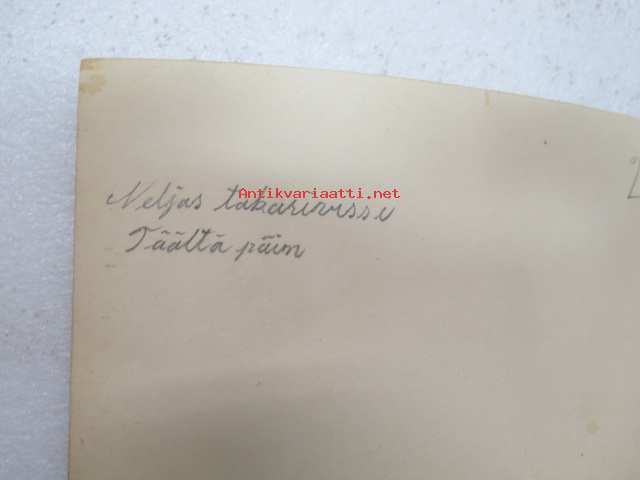 Neljäs takarivissä
Täältä päin
Antikvariaatti.net